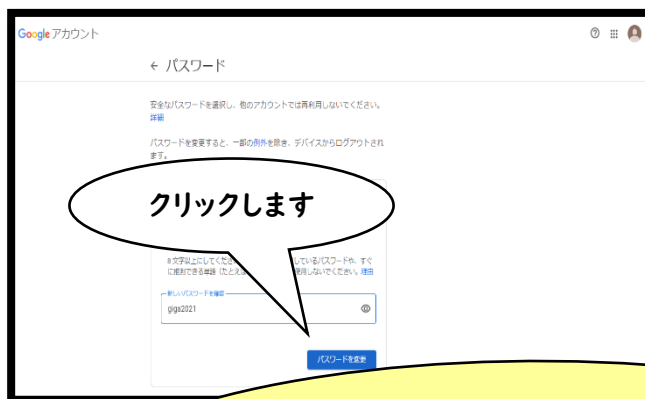 Google アカウント
← パスワード
安全なパスワードを選択し、他のアカウントでは再利用しないでください。
詳細
パスワードを変更すると、一部の例外を除き、デバイスからログアウトされ
ます。
クリックします
8 文字以上にしてくださ しているパスワードや、すぐ
に推測できる単語（たとえば 使用しないでください。理由
新しいパスワードを確認
giga2021
パスワードを変更